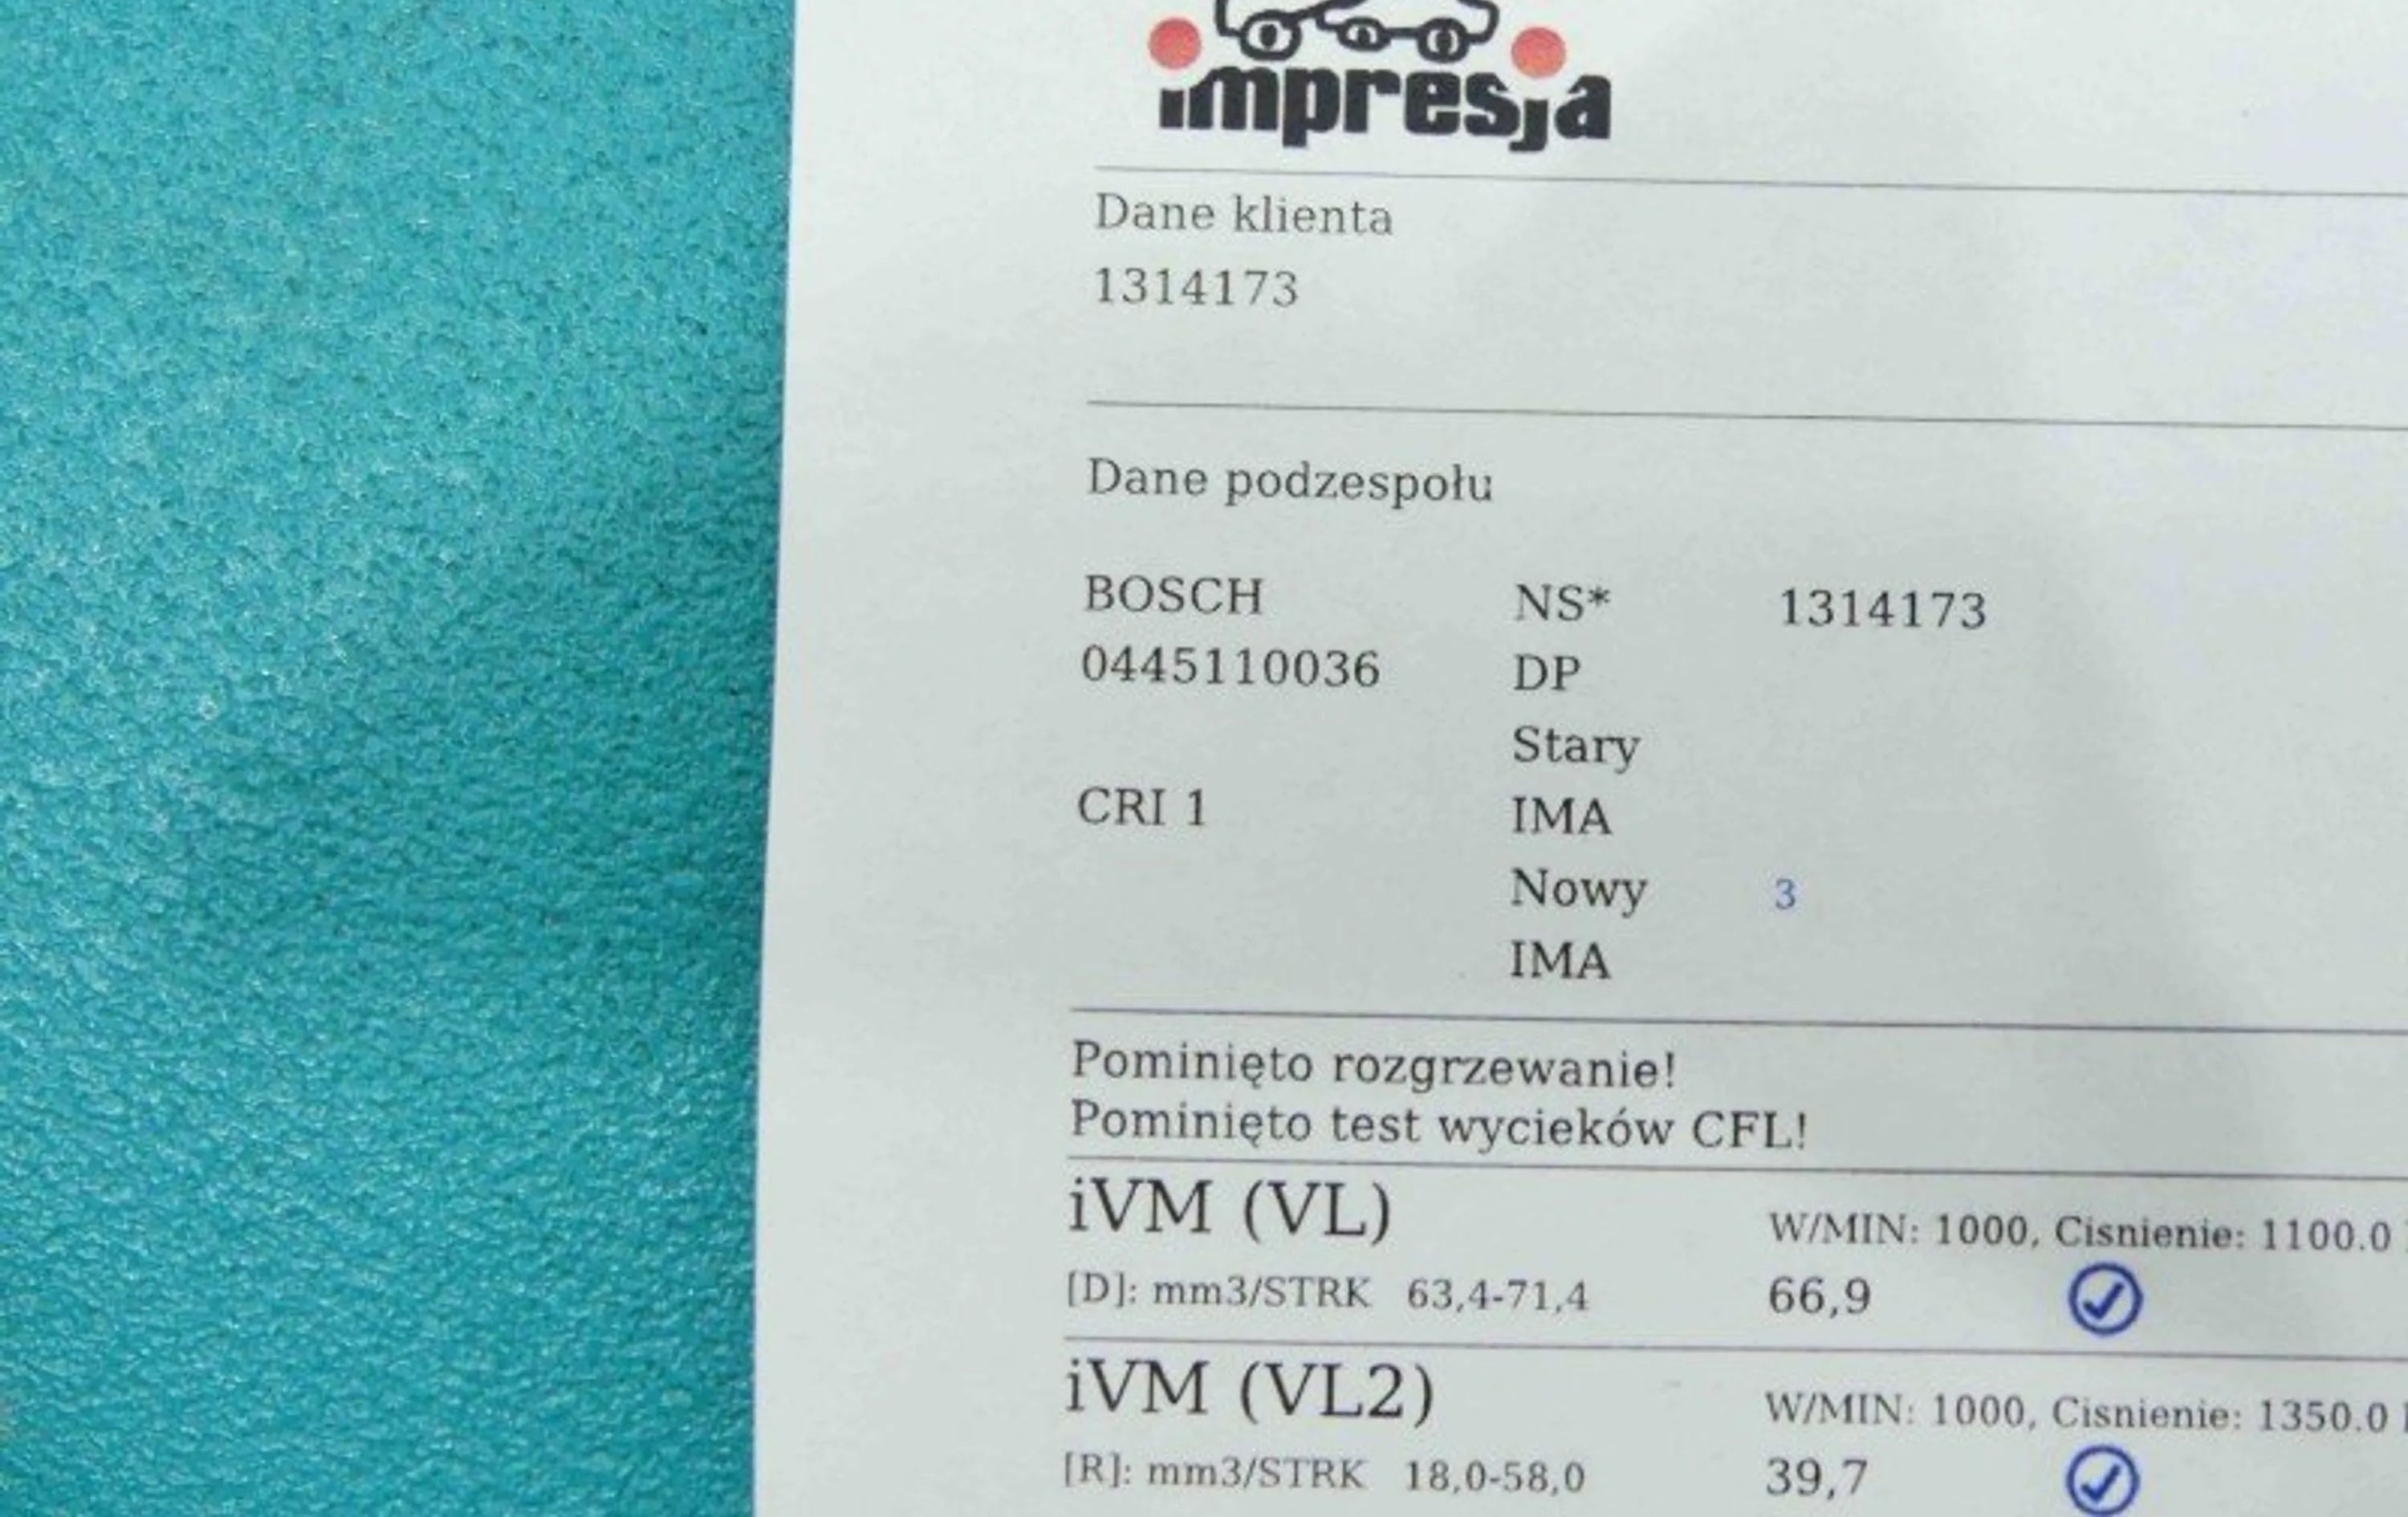 impresja
Dane klienta
1314173
Dane podzespołu
BOSCH NS* 1314173
0445110036 DP
Stary
CRI 1 IMA
Nowy 3
IMA
Pominięto rozgrzewanie!
Pominięto test wycieków CFL!
iVM (VL) W/MIN: 1000, Cisnienie: 1100.0
[D]: mm3/STRK 63,4-71,4 66,9
iVM (VL2) W/MIN: 1000, Cisnienie: 1350.0
[R]: mm3/STRK 18,0-58,0 39,7